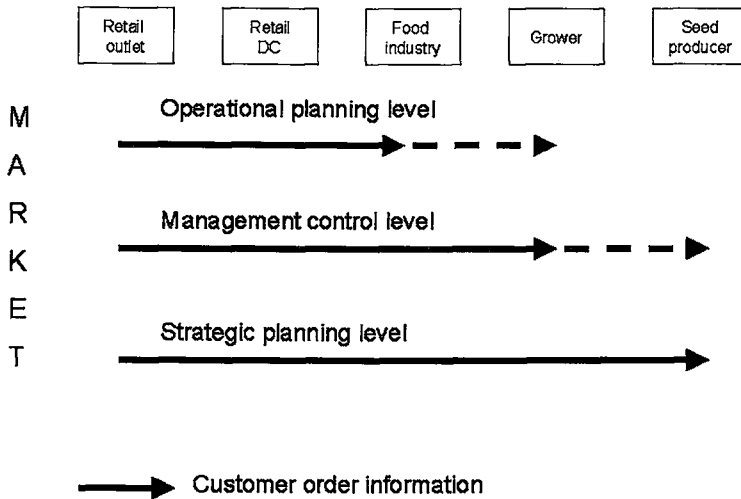 Retail
outlet
Retail
DC
Food
industry
Grower
Seed
producer
M
A
R
K
E
T
Operational planning level
Management control level
Strategic planning level
Customer order information